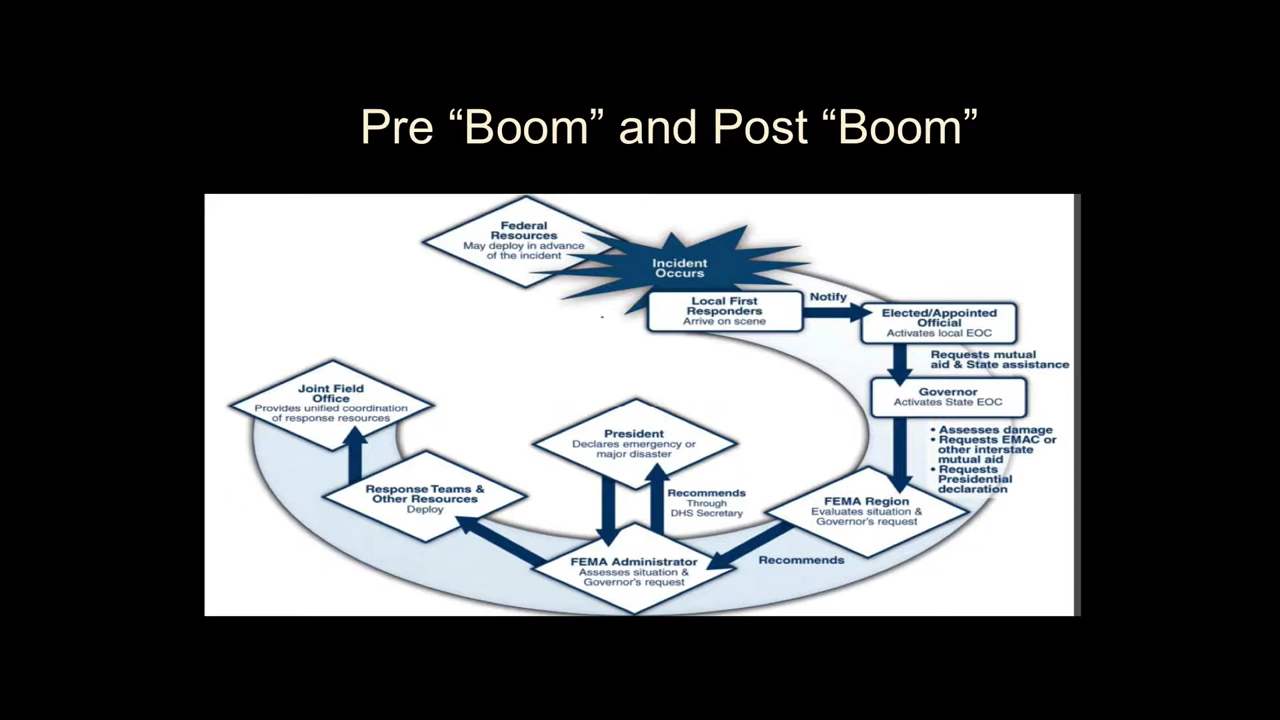 Pre “Boom” and Post “Boom”
Federal
Resources
May deploy in advance
of the incident
Incident
Occurs
Local First
Responders
Arrive on scene
Notify
Elected/Appointed
Official
Activates local EOC
Requests mutual
aid & State assistance
Governor
Activates State EOC
• Assesses damage
• Requests EMAC or
other interstate
mutual aid
• Requests
Presidential
declaration
FEMA Region
Evaluates situation &
Governor's request
Recommends
FEMA Administrator
Assesses situation &
Governor's request
Recommends
Through
DHS Secretary
President
Declares emergency or
major disaster
Response Teams &
Other Resources
Deploy
Joint Field
Office
Provides unified coordination
of response resources